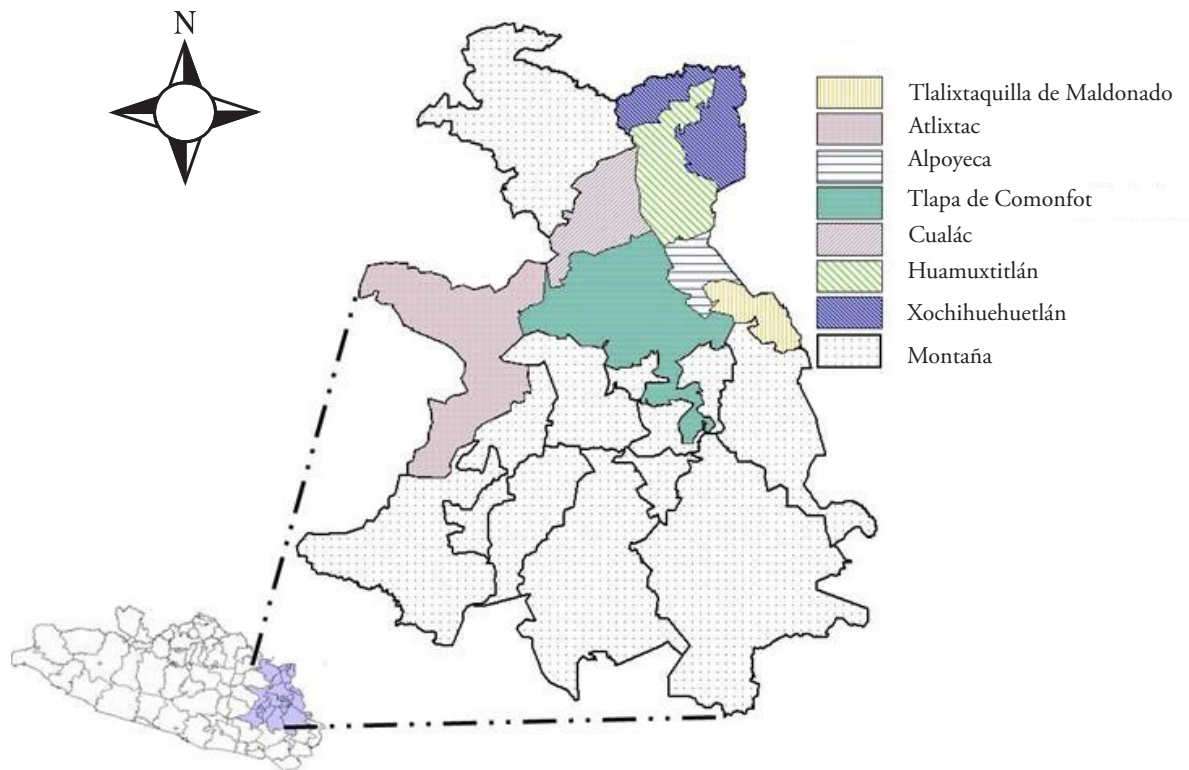 N
Tlalixtaquilla de Maldonado
Atlixtac
Alpoyeca
Tlapa de Comonfot
Cualác
Huamuxtitlán
Xochihuehuetlán
Montaña